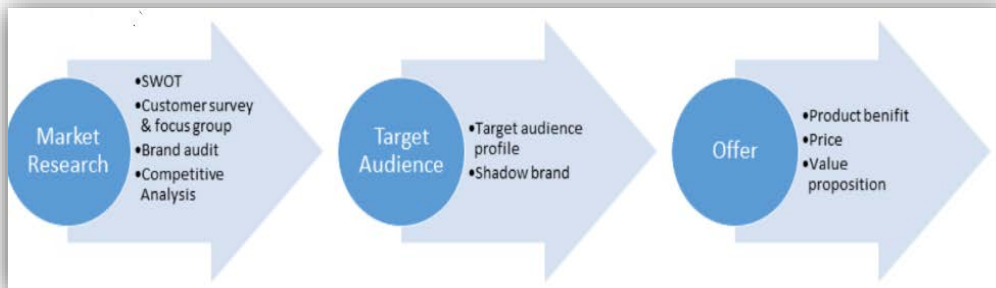 Market
Research
•SWOT
•Customer survey
& focus group
•Brand audit
•Competitive
Analysis
Target
Audience
•Target audience
profile
•Shadow brand
Offer
•Product benifit
•Price
•Value
proposition